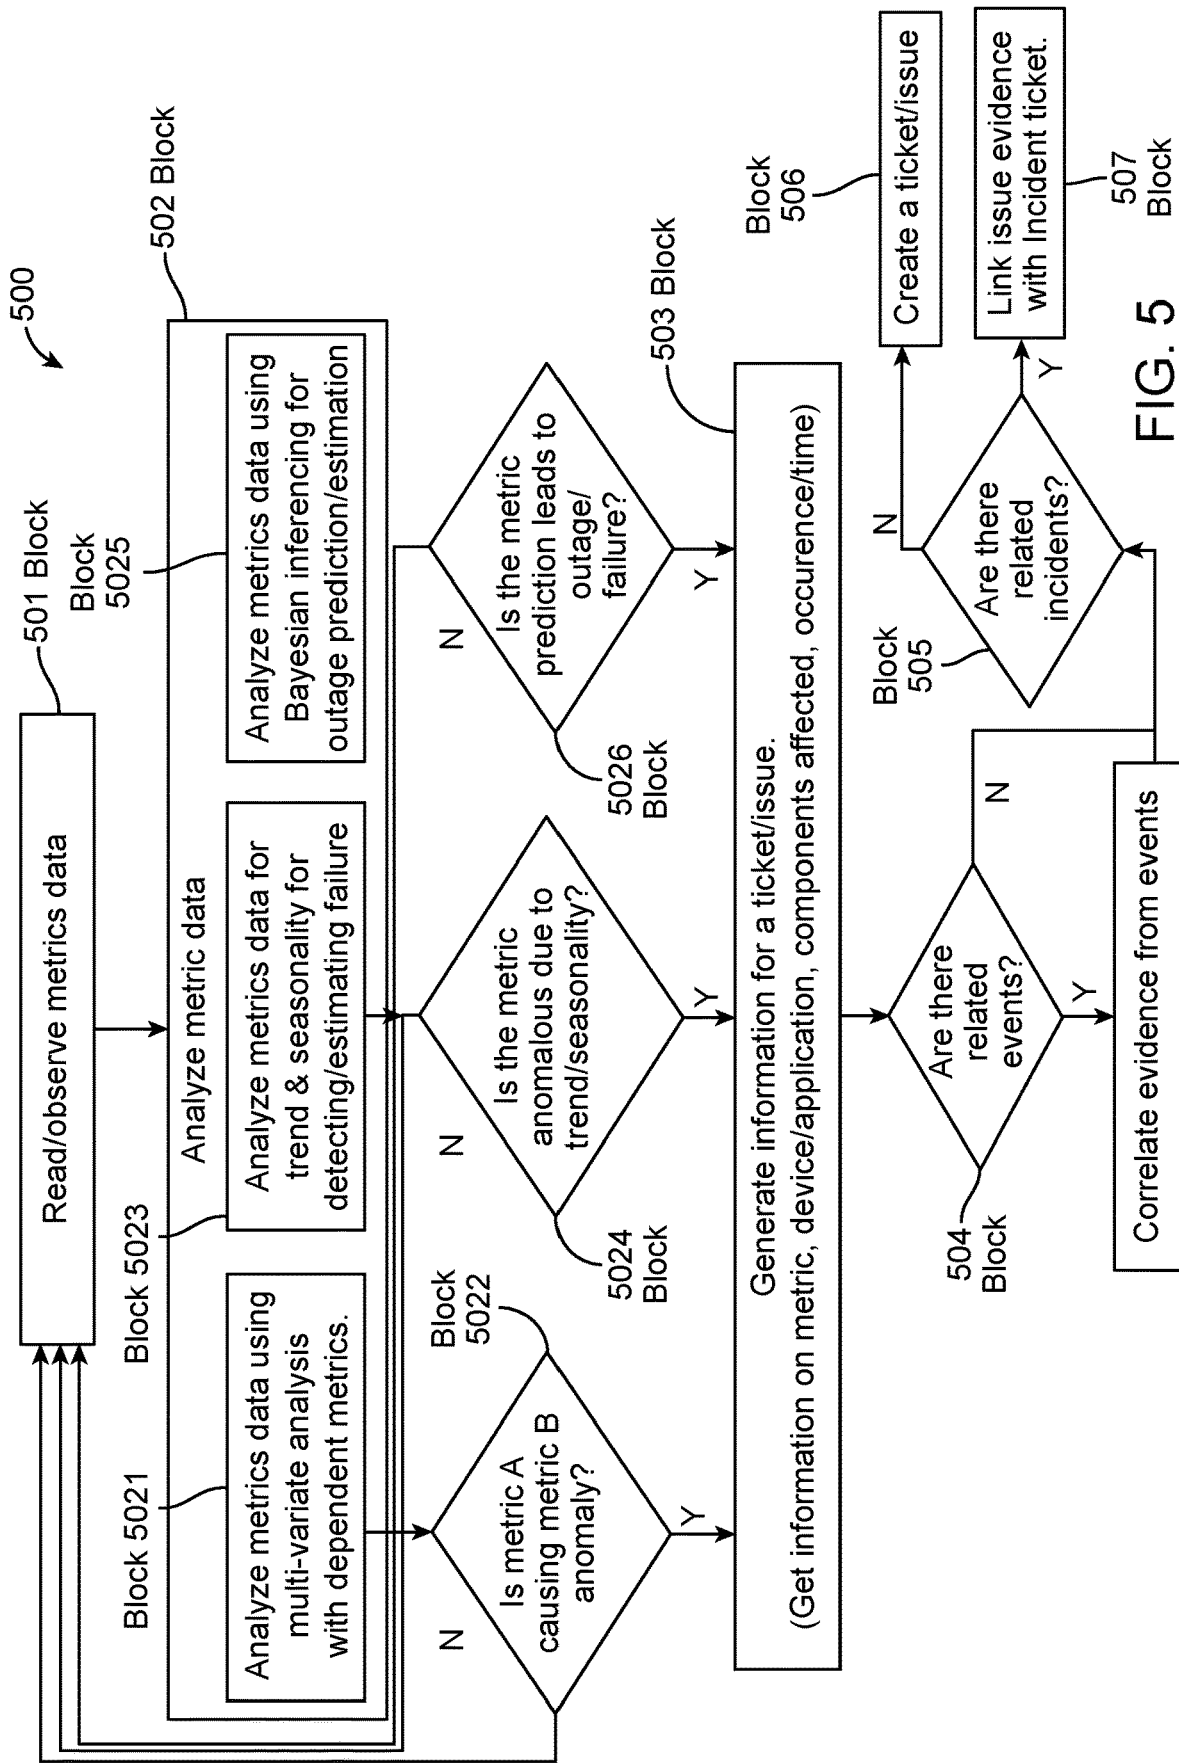 500
501 Block
Read/observe metrics data
502 Block
Analyze metric data
Block 5021
Analyze metrics data using
multi-variate analysis
with dependent metrics.
Block 5023
Analyze metrics data for
trend & seasonality for
detecting/estimating failure
Block
5025
Analyze metrics data using
Bayesian inferencing for
outage prediction/estimation
N
Is metric A
causing metric B
anomaly?
Block
5022
Y
N
Is the metric
anomalous due to
trend/seasonality?
5024
Block
Y
N
Is the metric
prediction leads to
outage/
failure?
5026
Block
Y
503 Block
Generate information for a ticket/issue.
(Get information on metric, device/application, components affected, occurence/time)
Are there
related
events?
504
Block
N
Y
Correlate evidence from events
Are there
related
incidents?
Block
505
N
Y
Block
506
Create a ticket/issue
Link issue evidence
with Incident ticket.
507
Block
FIG. 5